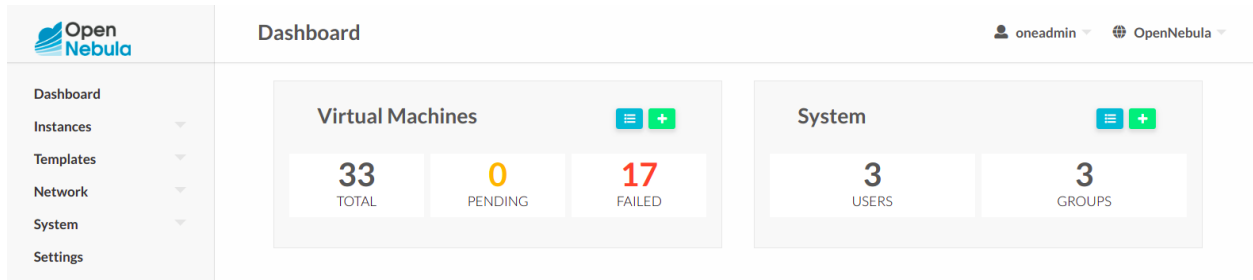 Open
Nebula
Dashboard
oneadmin
OpenNebula
Dashboard
Instances
Templates
Network
System
Settings
Virtual Machines
33
TOTAL
0
PENDING
17
FAILED
System
3
USERS
3
GROUPS